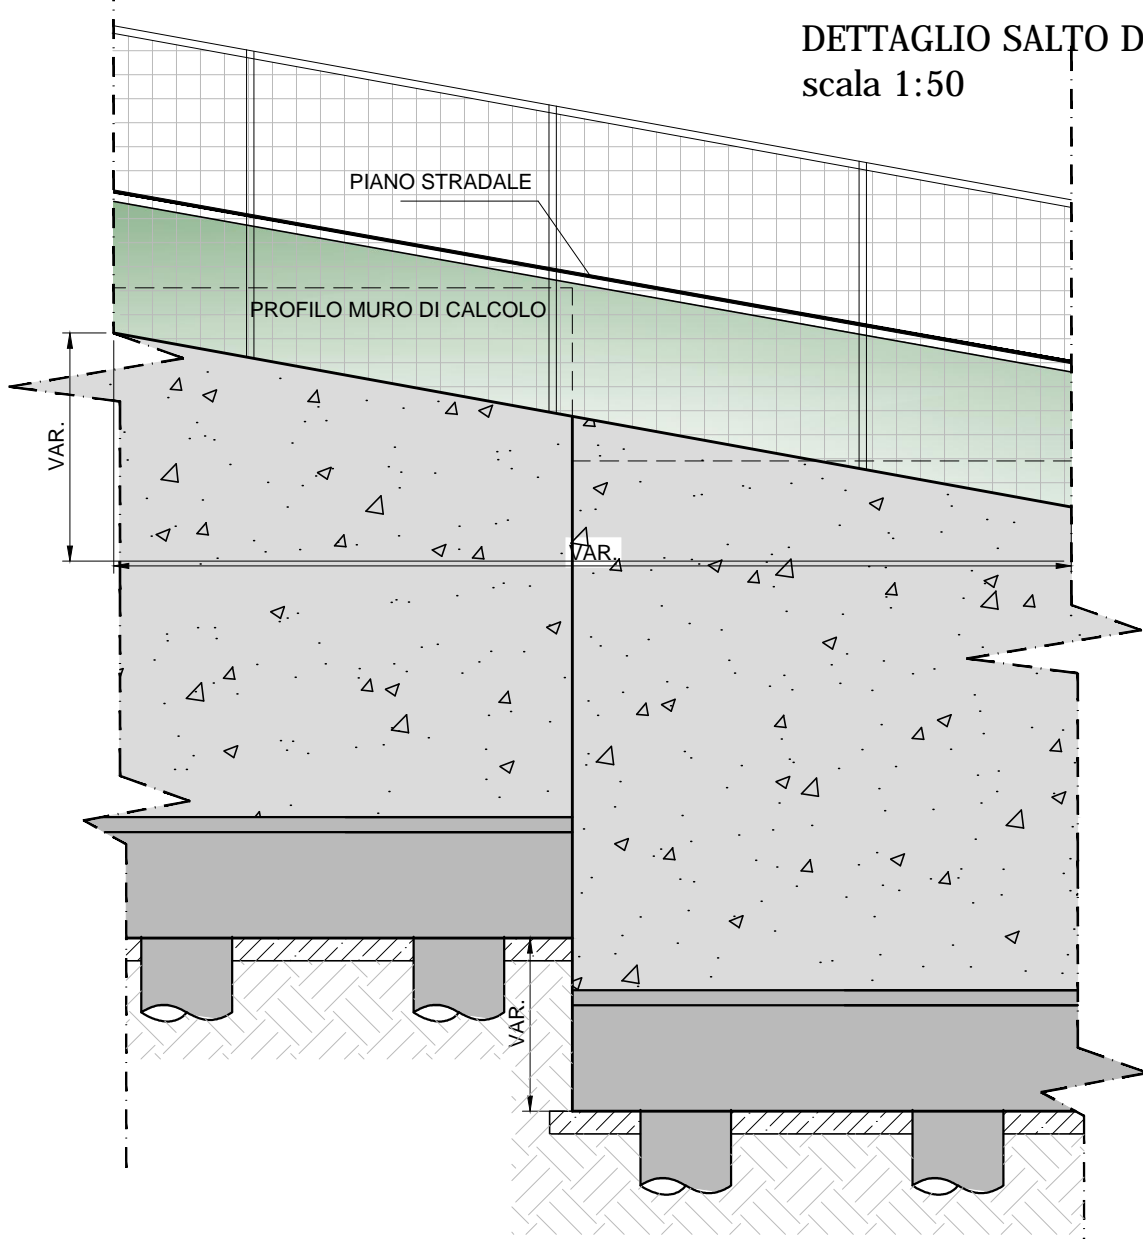 DETTAGLIO SALTO D
scala 1:50
PIANO STRADALE
PROFILO MURO DI CALCOLO
VAR.
VAR.
VAR.